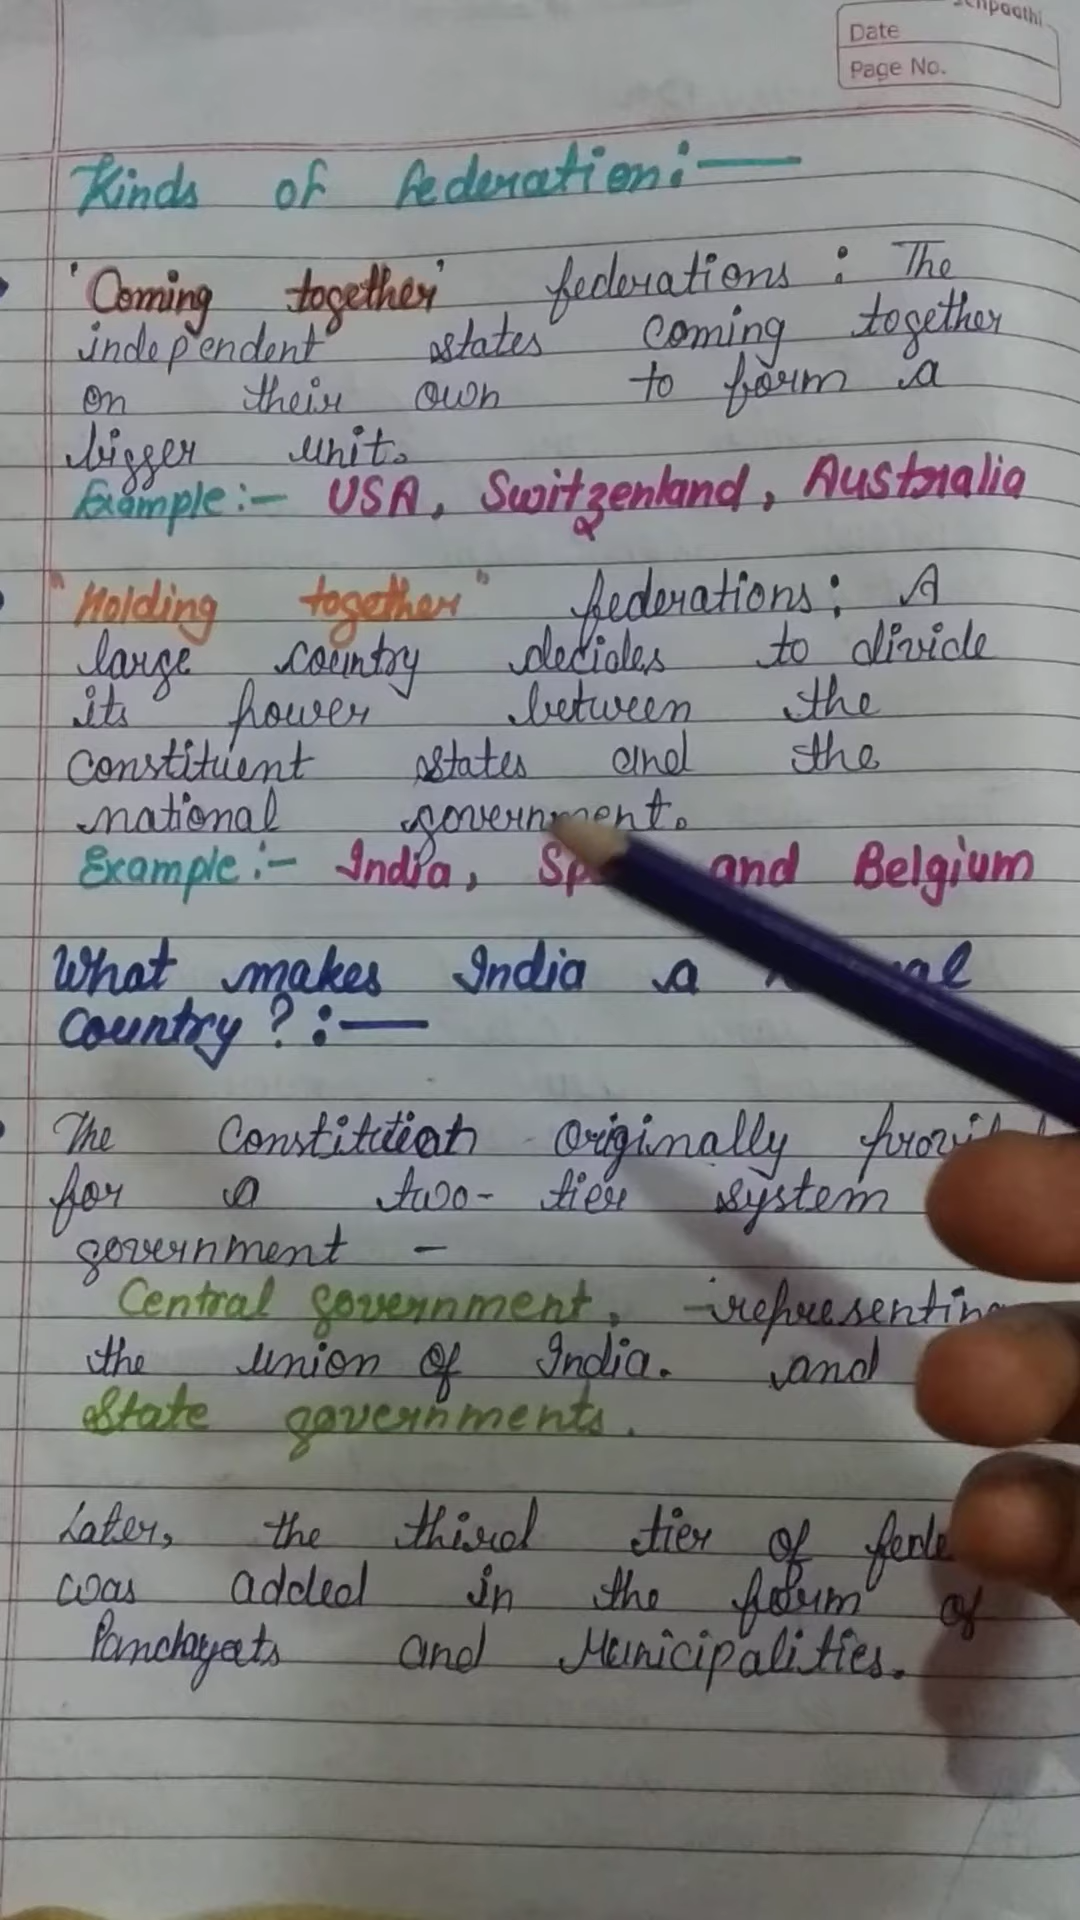 Date
Page No.
Kinds of federation:—
'Coming together' federations : The
independent states coming together
on their own to form a
bigger unit.
Example:- USA, Switzerland, Australia
"Holding together" federations: A
large country decides to divide
its power between the
constituent states and the
national government.
Example:- India, and Belgium
What makes India a
country?:—
The Constitution originally
for a two- tier system
government -
Central government, -representing
the union of India. and
State governments.
Later, the third tier of
was added in the form of
Panchayats and Municipalities.